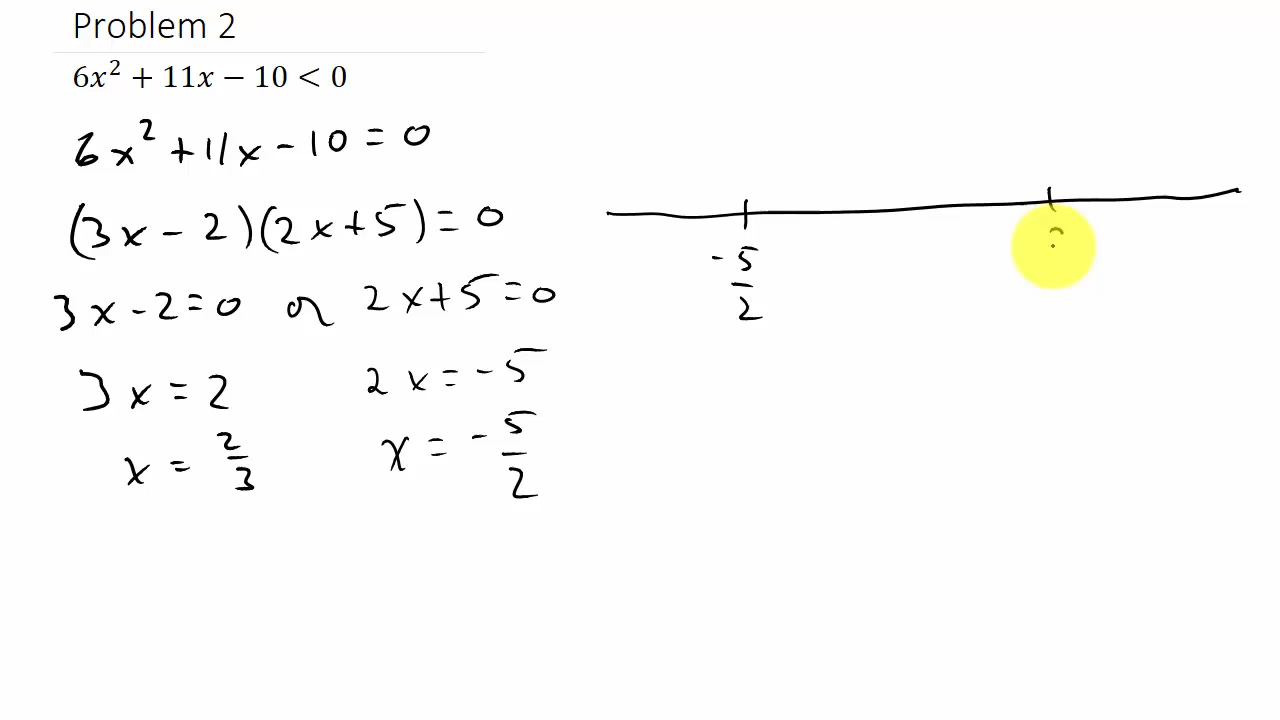 Problem 2
6x² + 11x − 10 < 0
6x² + 11x - 10 = 0
(3x - 2)(2x + 5) = 0
3x - 2 = 0 or 2x + 5 = 0
3x = 2 2x = -5
x = 2/3 x = -5/2
-5/2